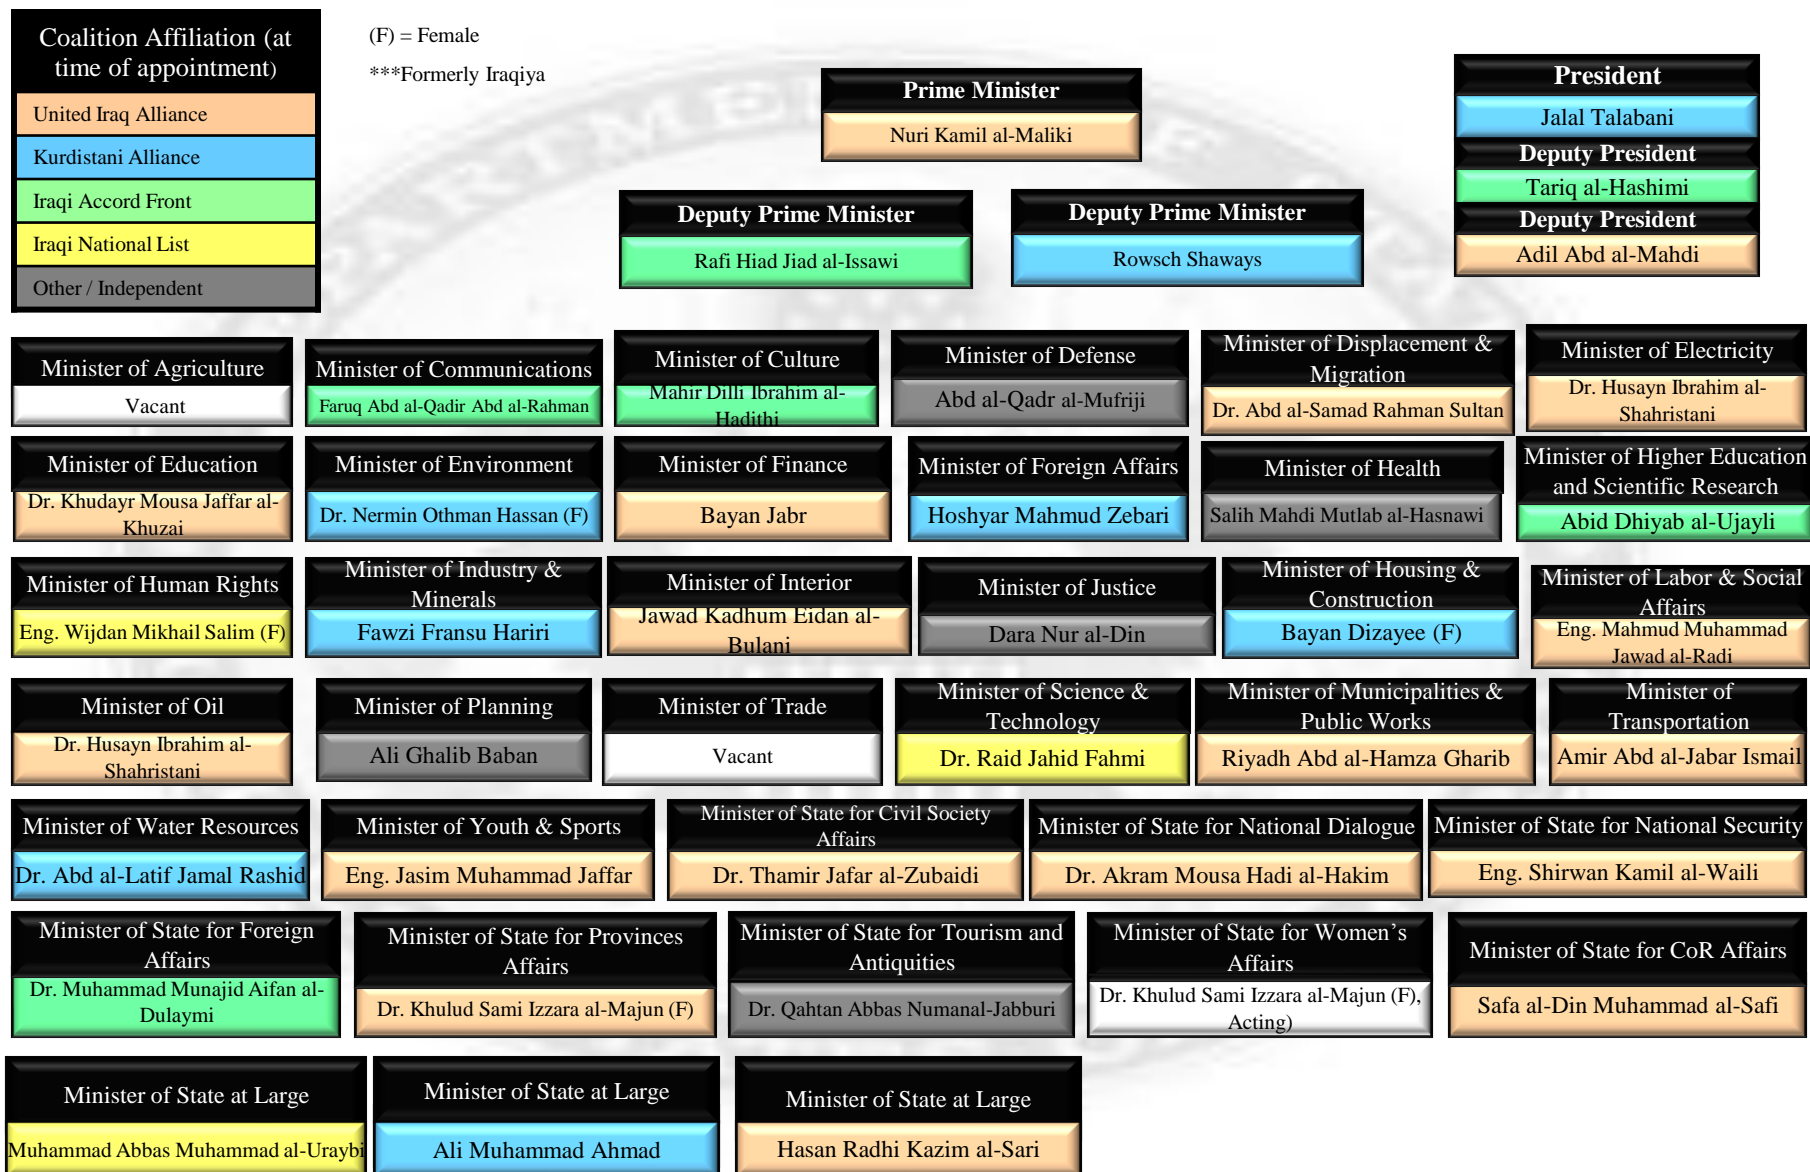 Coalition Affiliation (at
time of appointment)
United Iraq Alliance
Kurdistani Alliance
Iraqi Accord Front
Iraqi National List
Other / Independent
(F) = Female
***Formerly Iraqiya
Prime Minister
Nuri Kamil al-Maliki
President
Jalal Talabani
Deputy President
Tariq al-Hashimi
Deputy President
Adil Abd al-Mahdi
Deputy Prime Minister
Rafi Hiad Jiad al-Issawi
Deputy Prime Minister
Rowsch Shaways
Minister of Agriculture
Vacant
Minister of Communications
Faruq Abd al-Qadir Abd al-Rahman
Minister of Culture
Mahir Dilli Ibrahim al-
Hadithi
Minister of Defense
Abd al-Qadr al-Mufriji
Minister of Displacement &
Migration
Dr. Abd al-Samad Rahman Sultan
Minister of Electricity
Dr. Husayn Ibrahim al-
Shahristani
Minister of Education
Dr. Khudayr Mousa Jaffar al-
Khuzai
Minister of Environment
Dr. Nermin Othman Hassan (F)
Minister of Finance
Bayan Jabr
Minister of Foreign Affairs
Hoshyar Mahmud Zebari
Minister of Health
Salih Mahdi Mutlab al-Hasnawi
Minister of Higher Education
and Scientific Research
Abid Dhiyab al-Ujayli
Minister of Human Rights
Eng. Wijdan Mikhail Salim (F)
Minister of Industry &
Minerals
Fawzi Fransu Hariri
Minister of Interior
Jawad Kadhum Eidan al-
Bulani
Minister of Justice
Dara Nur al-Din
Minister of Housing &
Construction
Bayan Dizayee (F)
Minister of Labor & Social
Affairs
Eng. Mahmud Muhammad
Jawad al-Radi
Minister of Oil
Dr. Husayn Ibrahim al-
Shahristani
Minister of Planning
Ali Ghalib Baban
Minister of Trade
Vacant
Minister of Science &
Technology
Dr. Raid Jahid Fahmi
Minister of Municipalities &
Public Works
Riyadh Abd al-Hamza Gharib
Minister of
Transportation
Amir Abd al-Jabar Ismail
Minister of Water Resources
Dr. Abd al-Latif Jamal Rashid
Minister of Youth & Sports
Eng. Jasim Muhammad Jaffar
Minister of State for Civil Society
Affairs
Dr. Thamir Jafar al-Zubaidi
Minister of State for National Dialogue
Dr. Akram Mousa Hadi al-Hakim
Minister of State for National Security
Eng. Shirwan Kamil al-Waili
Minister of State for Foreign
Affairs
Dr. Muhammad Munajid Aifan al-
Dulaymi
Minister of State for Provinces
Affairs
Dr. Khulud Sami Izzara al-Majun (F)
Minister of State for Tourism and
Antiquities
Dr. Qahtan Abbas Numanal-Jabburi
Minister of State for Women's
Affairs
Dr. Khulud Sami Izzara al-Majun (F),
Acting)
Minister of State for CoR Affairs
Safa al-Din Muhammad al-Safi
Minister of State at Large
Muhammad Abbas Muhammad al-Uraybi
Minister of State at Large
Ali Muhammad Ahmad
Minister of State at Large
Hasan Radhi Kazim al-Sari